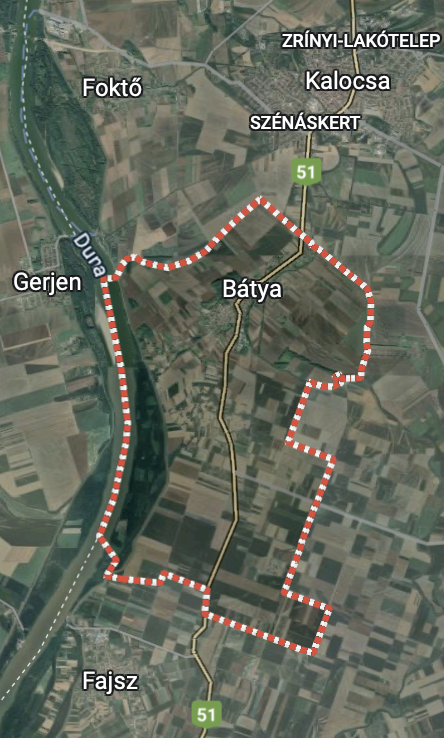 ZRÍNYI-LAKÓTELEP
Foktő
Kalocsa
SZÉNÁSKERT
51
Duna
Gerjen
Bátya
Fajsz
51